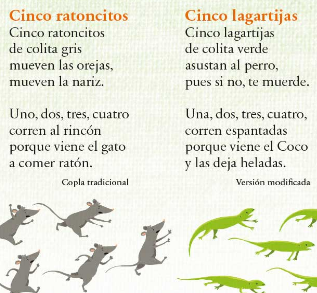 Cinco ratoncitos
Cinco ratoncitos
de colita gris
mueven las orejas,
mueven la nariz.
Uno, dos, tres, cuatro
corren al rincón
porque viene el gato
a comer ratón.
Copla tradicional
Cinco lagartijas
Cinco lagartijas
de colita verde
asustan al perro,
pues si no, te muerde.
Una, dos, tres, cuatro,
corren espantadas
porque viene el Coco
y las deja heladas.
Versión modificada